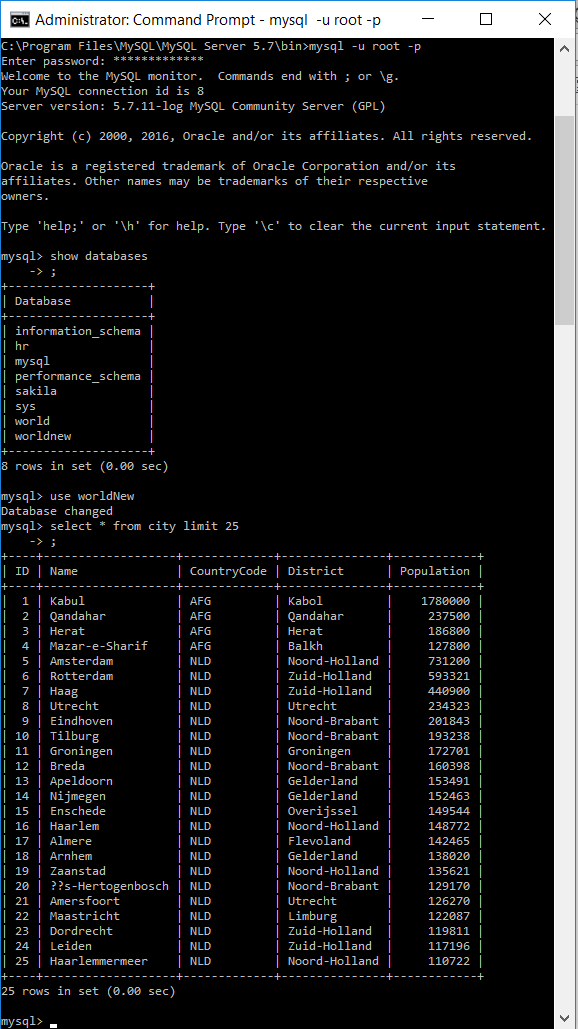 Administrator: Command Prompt - mysql  -u root -p
C:\Program Files\MySQL\MySQL Server 5.7\bin>mysql -u root -p
Enter password: *************
Welcome to the MySQL monitor.  Commands end with ; or \g.
Your MySQL connection id is 8
Server version: 5.7.11-log MySQL Community Server (GPL)

Copyright (c) 2000, 2016, Oracle and/or its affiliates. All rights reserved.

Oracle is a registered trademark of Oracle Corporation and/or its
affiliates. Other names may be trademarks of their respective
owners.

Type 'help;' or '\h' for help. Type '\c' to clear the current input statement.

mysql> show databases
    -> ;
+--------------------+
| Database           |
+--------------------+
| information_schema |
| hr                 |
| mysql              |
| performance_schema |
| sakila             |
| sys                |
| world              |
| worldnew           |
+--------------------+
8 rows in set (0.00 sec)

mysql> use worldNew
Database changed
mysql> select * from city limit 25
    -> ;
+----+-------------------+-------------+---------------+------------+
| ID | Name              | CountryCode | District      | Population |
+----+-------------------+-------------+---------------+------------+
|  1 | Kabul             | AFG         | Kabol         |    1780000 |
|  2 | Qandahar          | AFG         | Qandahar      |     237500 |
|  3 | Herat             | AFG         | Herat         |     186800 |
|  4 | Mazar-e-Sharif    | AFG         | Balkh         |     127800 |
|  5 | Amsterdam         | NLD         | Noord-Holland |     731200 |
|  6 | Rotterdam         | NLD         | Zuid-Holland  |     593321 |
|  7 | Haag              | NLD         | Zuid-Holland  |     440900 |
|  8 | Utrecht           | NLD         | Utrecht       |     234323 |
|  9 | Eindhoven         | NLD         | Noord-Brabant |     201843 |
| 10 | Tilburg           | NLD         | Noord-Brabant |     193238 |
| 11 | Groningen         | NLD         | Groningen     |     172701 |
| 12 | Breda             | NLD         | Noord-Brabant |     160398 |
| 13 | Apeldoorn         | NLD         | Gelderland    |     153491 |
| 14 | Nijmegen          | NLD         | Gelderland    |     152463 |
| 15 | Enschede          | NLD         | Overijssel    |     149544 |
| 16 | Haarlem           | NLD         | Noord-Holland |     148772 |
| 17 | Almere            | NLD         | Flevoland     |     142465 |
| 18 | Arnhem            | NLD         | Gelderland    |     138020 |
| 19 | Zaanstad          | NLD         | Noord-Holland |     135621 |
| 20 | ??s-Hertogenbosch | NLD         | Noord-Brabant |     129170 |
| 21 | Amersfoort        | NLD         | Utrecht       |     126270 |
| 22 | Maastricht        | NLD         | Limburg       |     122087 |
| 23 | Dordrecht         | NLD         | Zuid-Holland  |     119811 |
| 24 | Leiden            | NLD         | Zuid-Holland  |     117196 |
| 25 | Haarlemmermeer    | NLD         | Noord-Holland |     110722 |
+----+-------------------+-------------+---------------+------------+
25 rows in set (0.00 sec)

mysql>